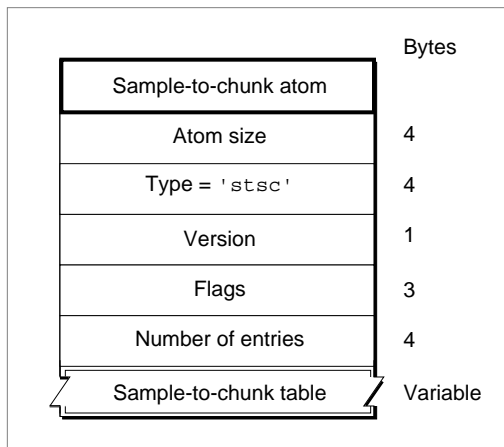 Bytes
Sample-to-chunk atom
Atom size 4
Type = 'stsc' 4
Version 1
Flags 3
Number of entries 4
Sample-to-chunk table Variable